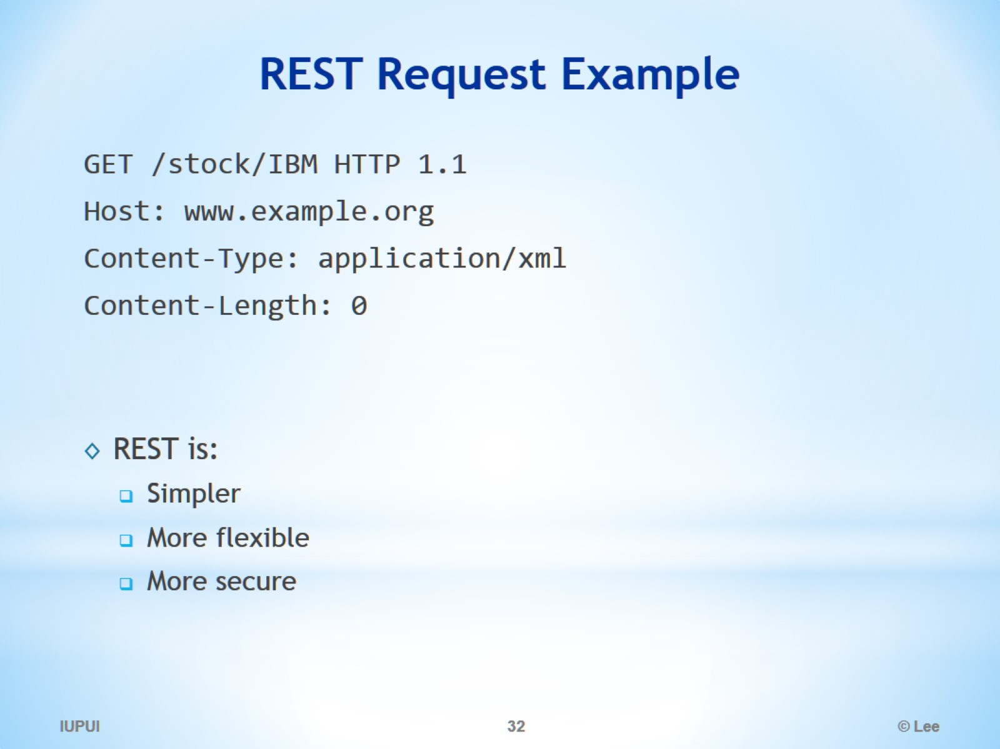 REST Request Example
GET /stock/IBM HTTP 1.1
Host: www.example.org
Content-Type: application/xml
Content-Length: 0
REST is:
Simpler
More flexible
More secure
IUPUI 32 © Lee